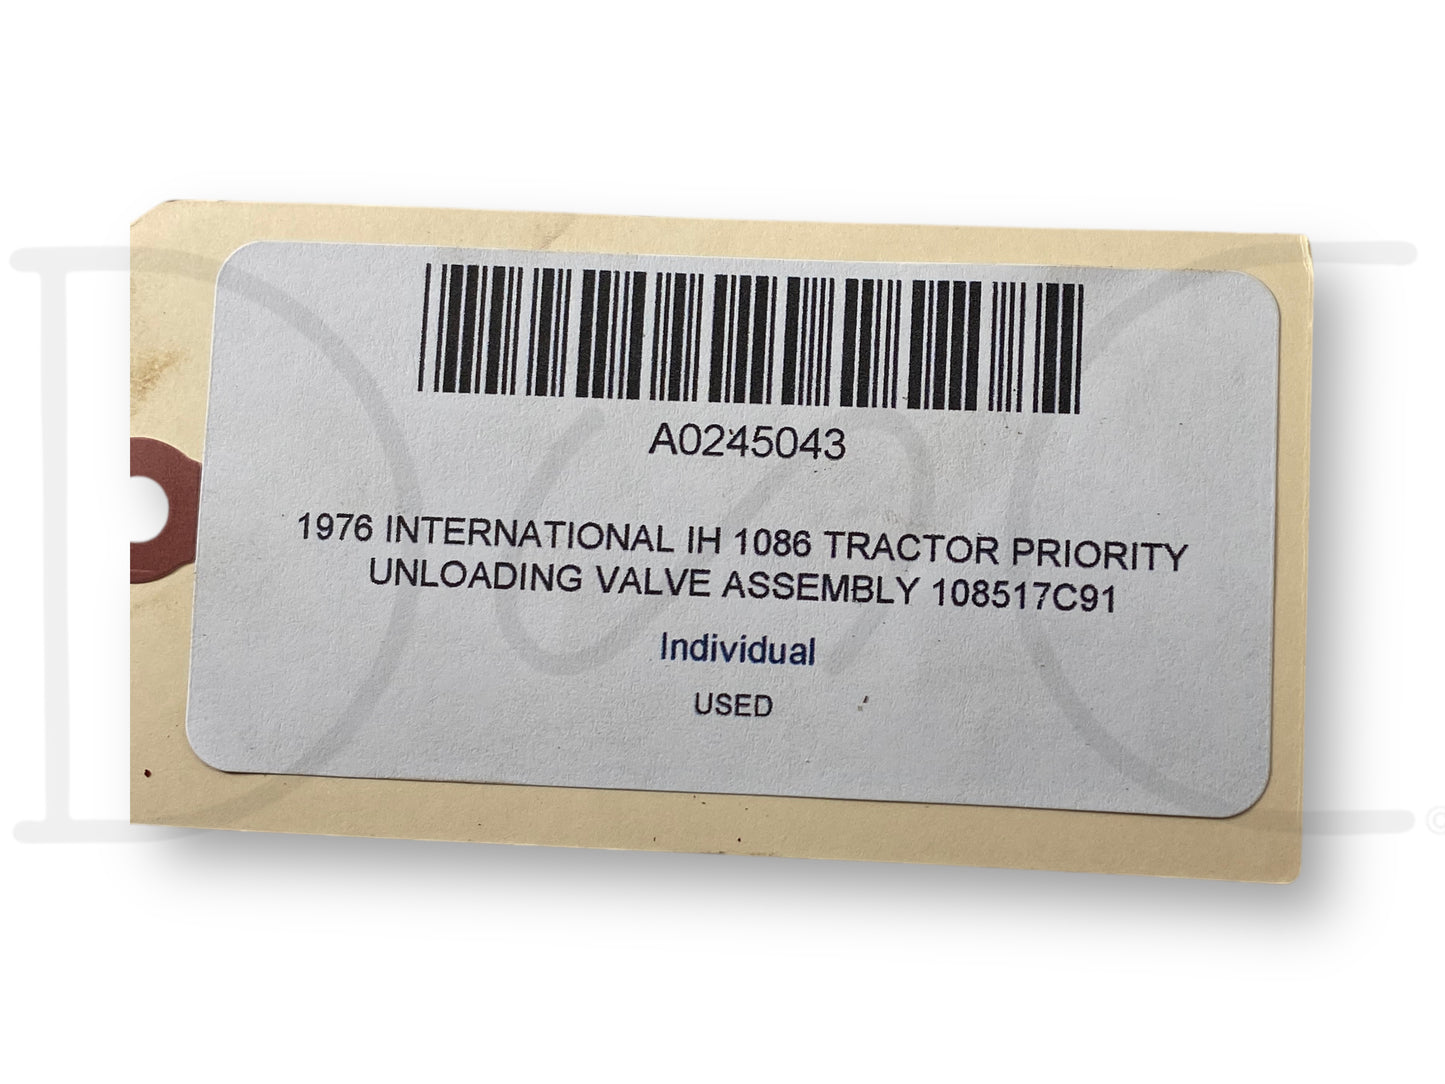 A0245043
1976 INTERNATIONAL IH 1086 TRACTOR PRIORITY
UNLOADING VALVE ASSEMBLY 108517C91
Individual
USED
©